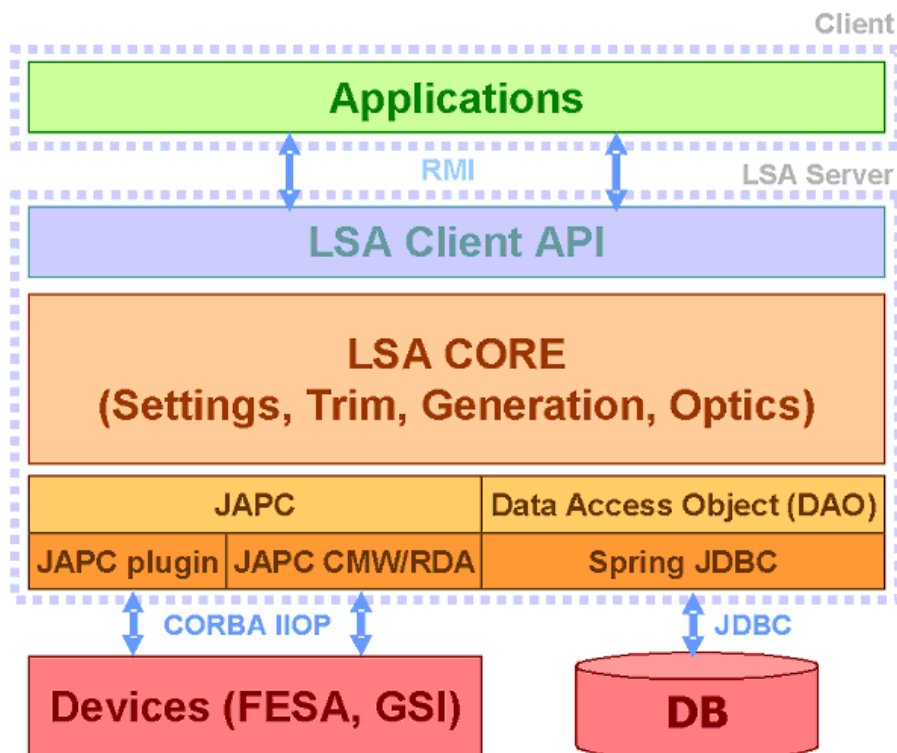 Client
Applications
RMI
LSA Server
LSA Client API
LSA CORE
(Settings, Trim, Generation, Optics)
JAPC
Data Access Object (DAO)
JAPC plugin
JAPC CMW/RDA
Spring JDBC
CORBA IIOP
JDBC
Devices (FESA, GSI)
DB